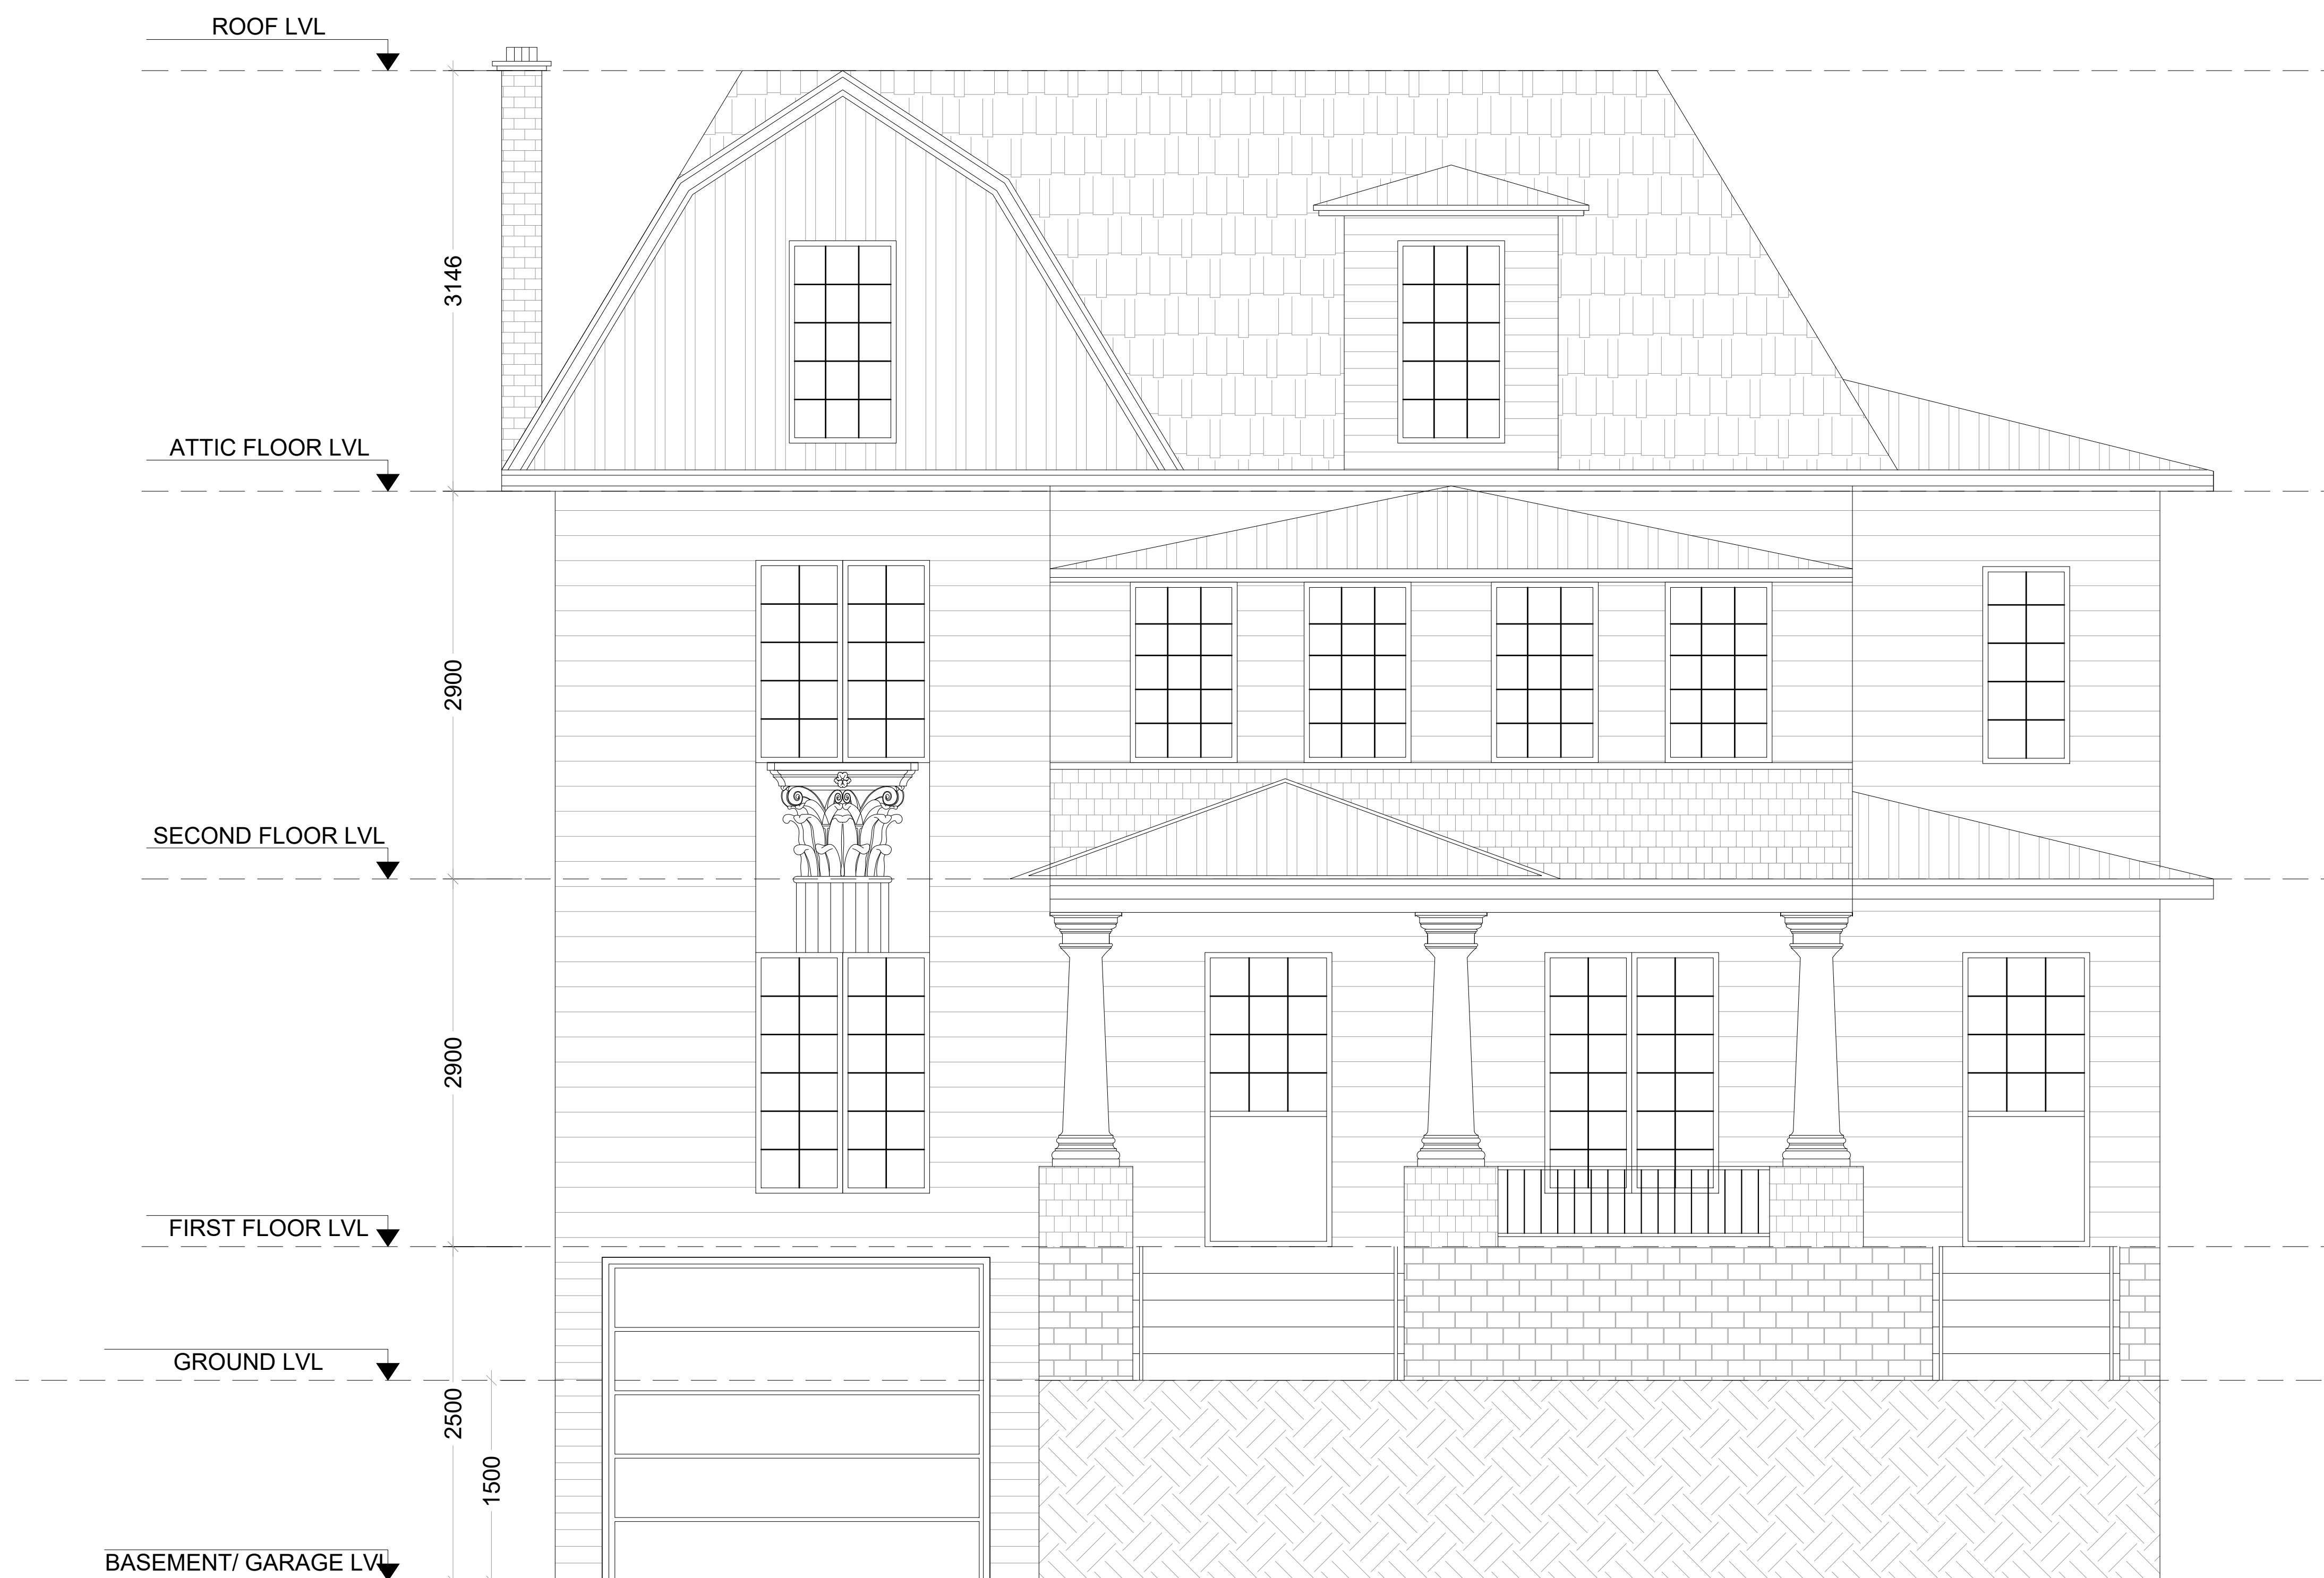 ROOF LVL
3146
ATTIC FLOOR LVL
2900
SECOND FLOOR LVL
2900
FIRST FLOOR LVL
GROUND LVL
2500
1500
BASEMENT/ GARAGE LVL